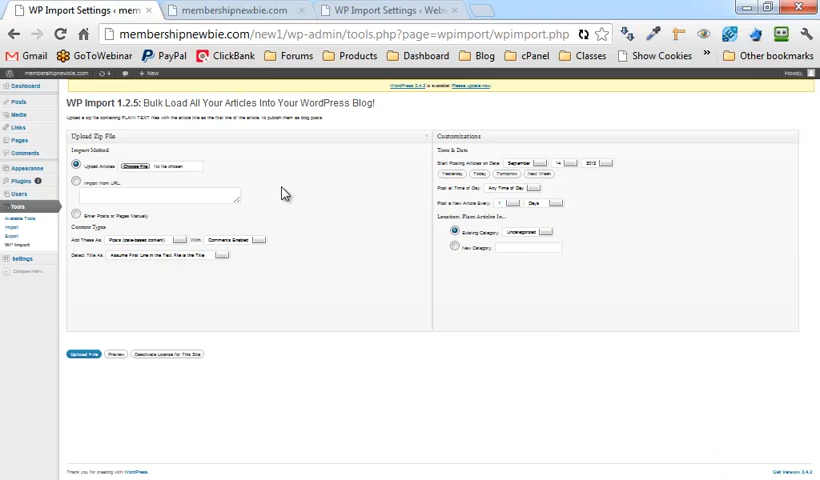 WP Import Settings ‹ mem
membershipnewbie.com
WP Import Settings ‹ Web
membershipnewbie.com/new1/wp-admin/tools.php?page=wpimport/wpimport.php
Gmail
GoToWebinar
PayPal
ClickBank
Forums
Products
Dashboard
Blog
cPanel
Classes
Show Cookies
»
Other bookmarks
membershipnewbie.com
4
+ New
Howdy,
WordPress 3.4.2 is available! Please update now.
Dashboard
Posts
Media
Links
Pages
Comments
Appearance
Plugins 1
Users
Tools
Available Tools
Import
Export
WP Import
Settings
Collapse menu
WP Import 1.2.5: Bulk Load All Your Articles Into Your WordPress Blog!
Upload a zip file containing PLAIN TEXT files with the article title as the first line of the article, to publish them as blog posts.
Upload Zip File
Import Method
Upload Articles: Choose File No file chosen
Import from URL:
Enter Posts or Pages Manually
Content Types
Add These As: Posts (date-based content) With Comments Enabled
Detect Title As: Assume First Line in the Text File is the Title
Customizations
Time & Date
Start Posting Articles on Date: September 14 2012
Yesterday Today Tomorrow Next Week
Post at Time of Day: Any Time of Day
Post a New Article Every: 1 Days
Location: Place Articles In...
Existing Category: Uncategorized
New Category:
Upload File
Preview
Deactivate License for This Site
Thank you for creating with WordPress.
Get Version 3.4.2